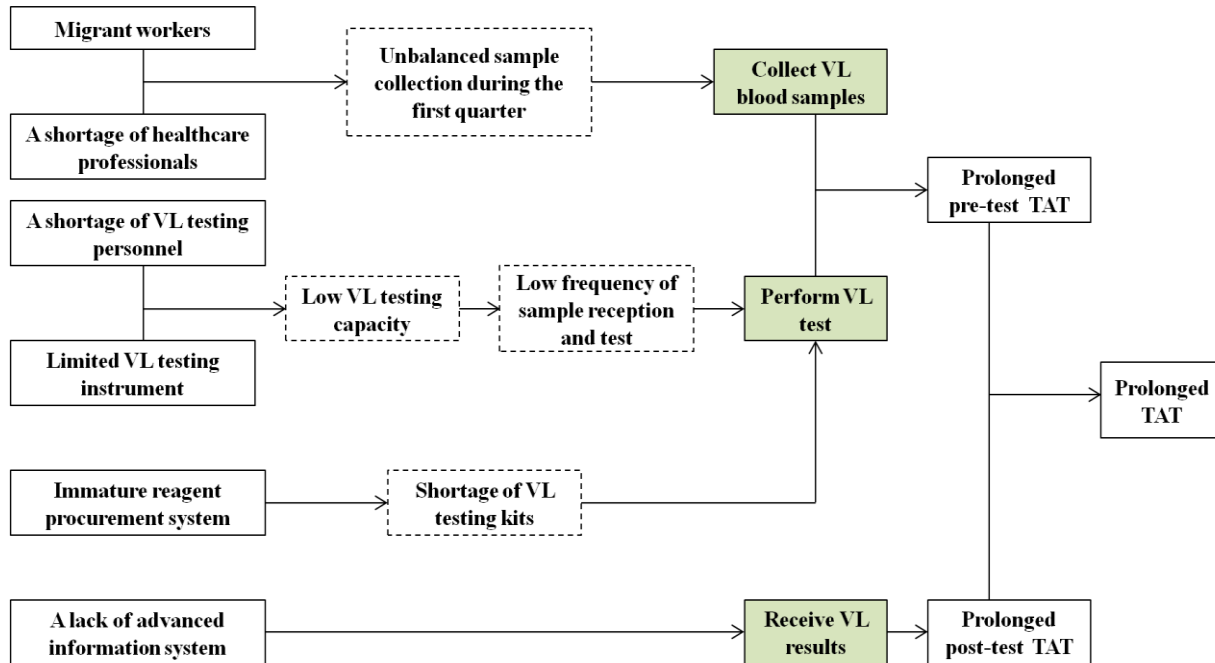 Migrant workers
Unbalanced sample
collection during the
first quarter
Collect VL
blood samples
A shortage of healthcare
professionals
Prolonged
pre-test TAT
A shortage of VL testing
personnel
Low VL testing
capacity
Low frequency of
sample reception
and test
Perform VL
test
Limited VL testing
instrument
Prolonged
TAT
Immature reagent
procurement system
Shortage of VL
testing kits
A lack of advanced
information system
Receive VL
results
Prolonged
post-test TAT